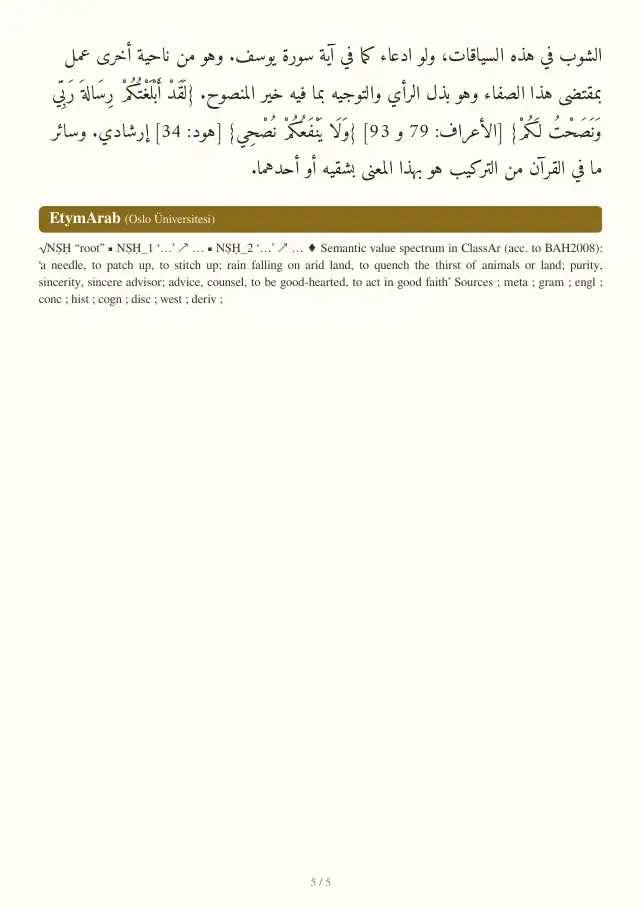 الشوب في هذه السياقات، ولو ادعاء كما في آية سورة يوسف. وهو من ناحية أخرى عمل
بمقتضى هذا الصفاء وهو بذل الرأي والتوجيه بما فيه خير المنصوح. {لَقَدْ أَبْلَغْتُكُمْ رِسَالةَ رَبِّي
وَنَصَحْتُ لَكُمْ} [الأعراف: 79 و 93] {وَلَا يَنْفَعُكُمْ نُصْحِي} [هود: 34] إرشادي. وسائر
ما في القرآن من التركيب هو بهذا المعنى بشقيه أو أحدهما.
EtymArab (Oslo Üniversitesi)
√NṢḤ “root” ▪ NṢḤ_1 ‘…’ ↗ … ▪ NṢḤ_2 ‘…’ ↗ … ♦ Semantic value spectrum in ClassAr (acc. to BAH2008):
‘a needle, to patch up, to stitch up; rain falling on arid land, to quench the thirst of animals or land; purity,
sincerity, sincere advisor; advice, counsel, to be good-hearted, to act in good faith’ Sources ; meta ; gram ; engl ;
conc ; hist ; cogn ; disc ; west ; deriv ;
5 / 5